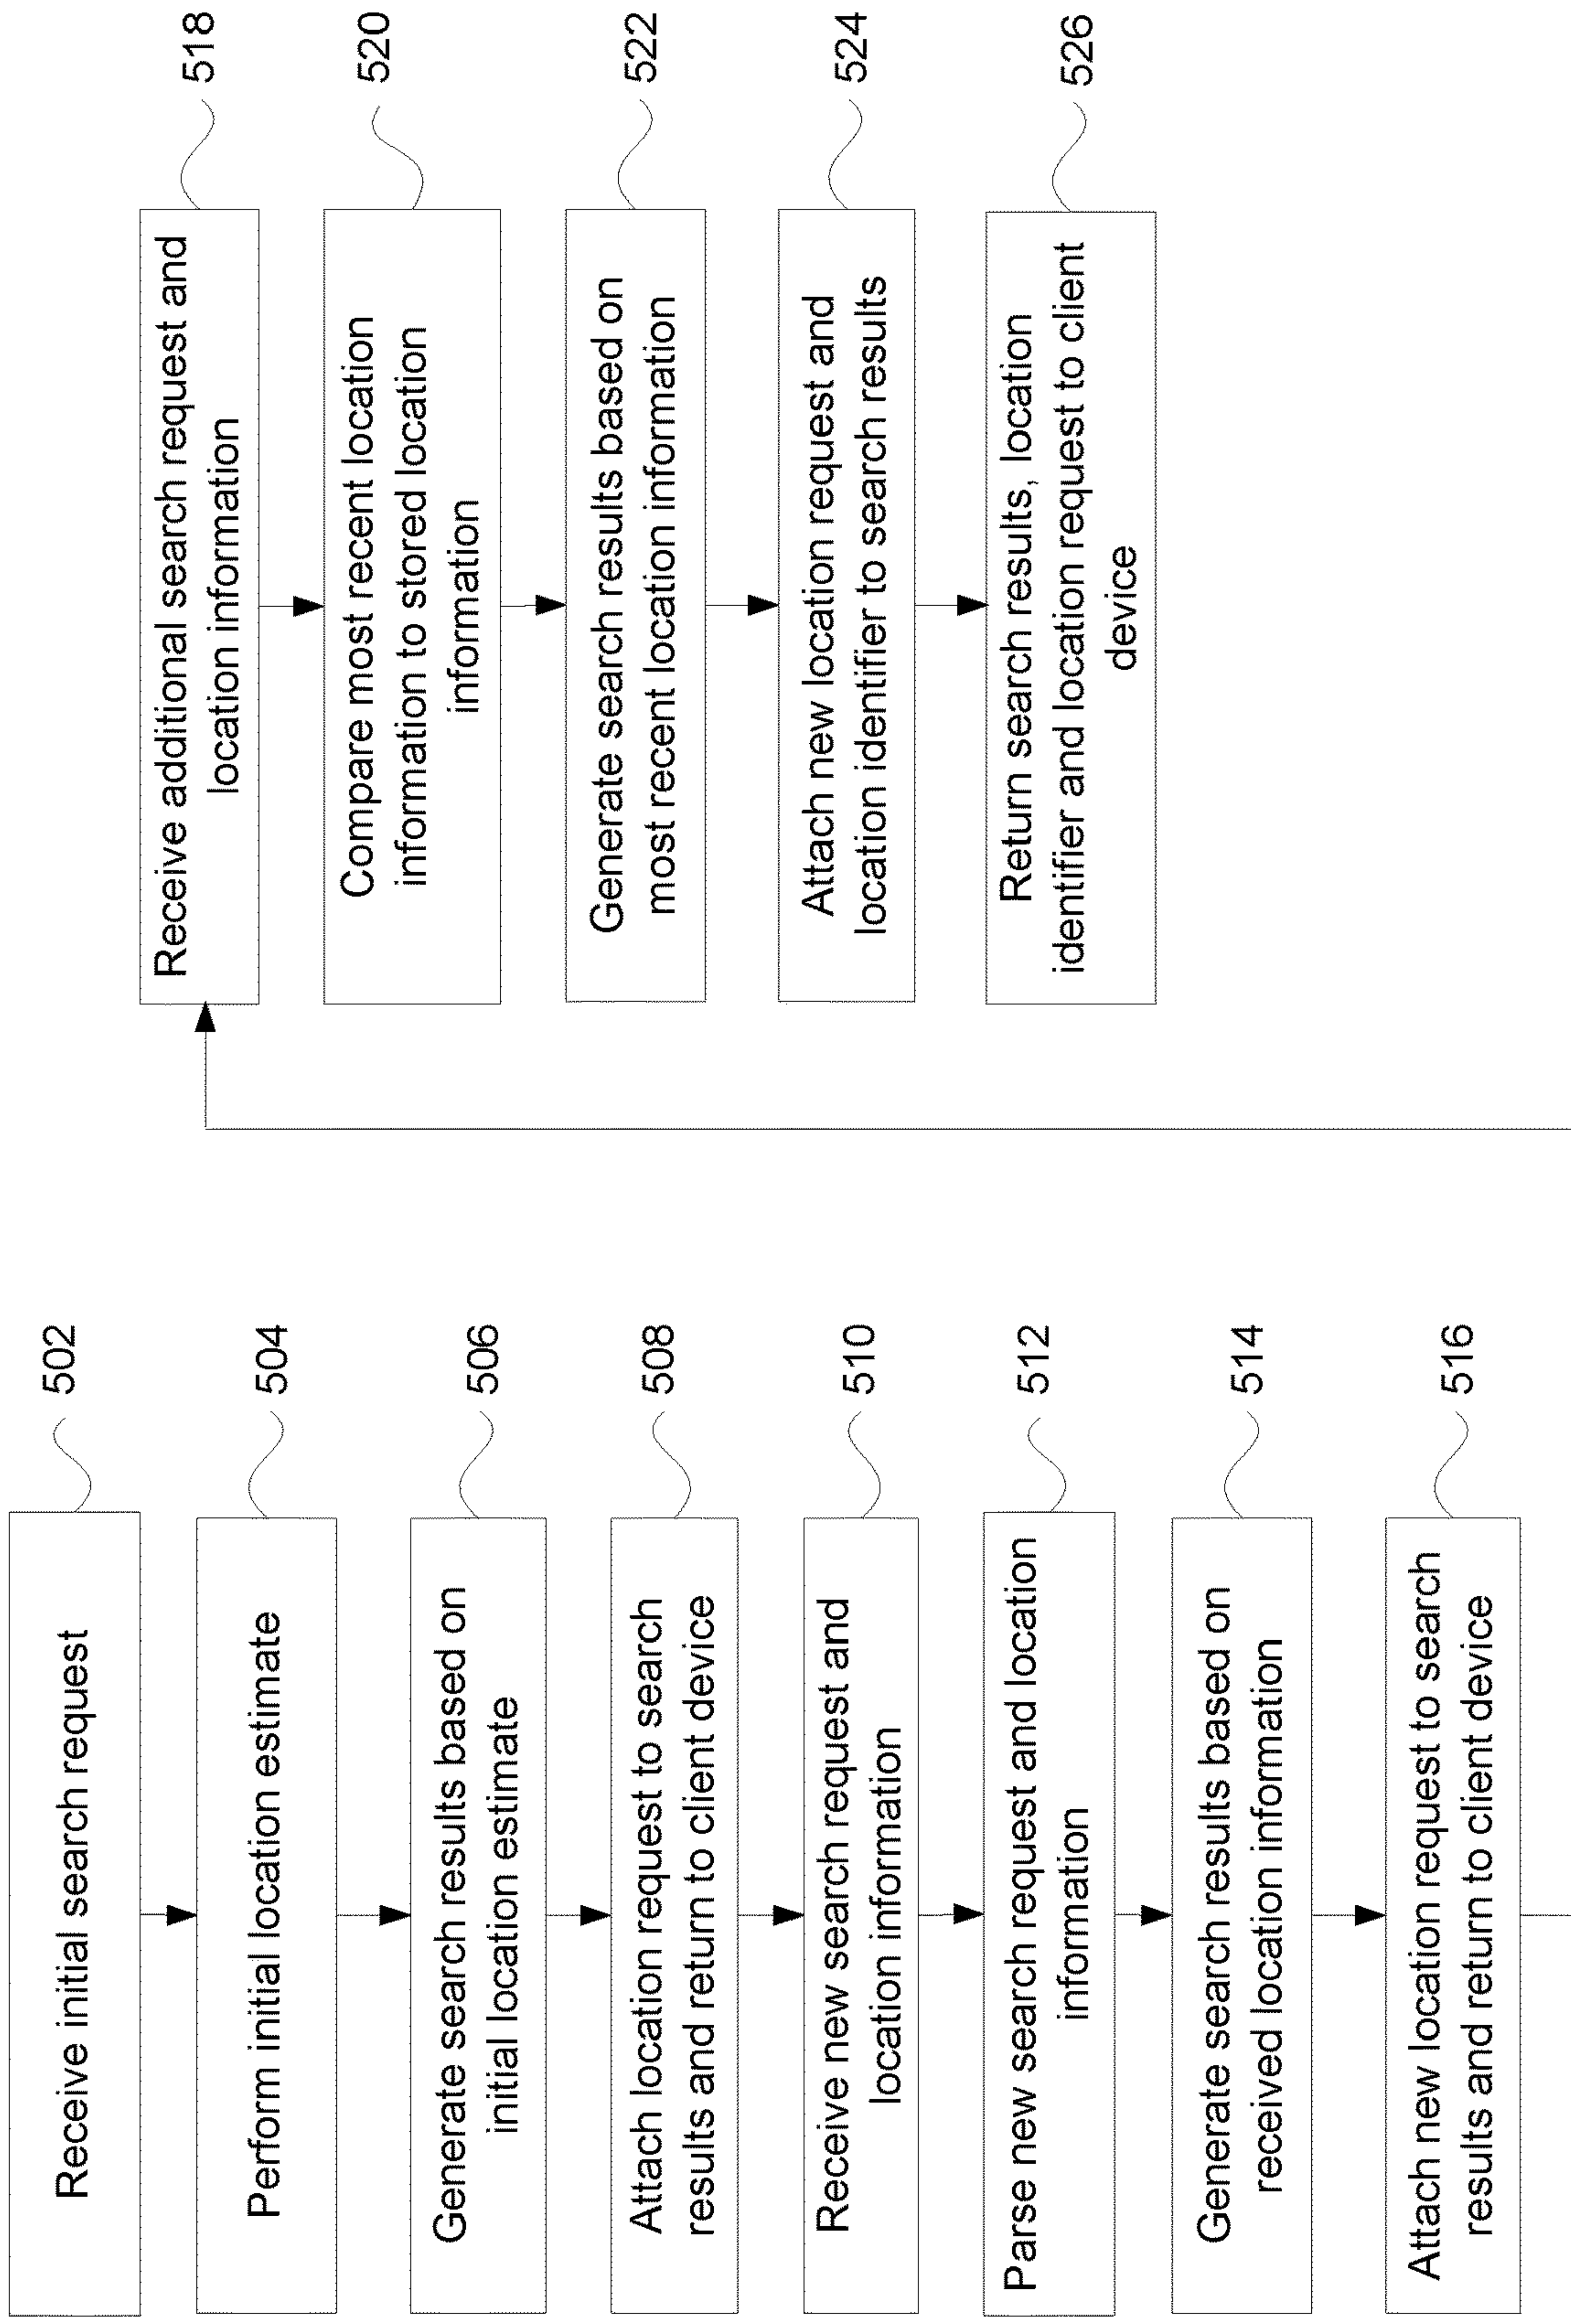 Receive initial search request
502
Perform initial location estimate
504
Generate search results based on
initial location estimate
506
Attach location request to search
results and return to client device
508
Receive new search request and
location information
510
Parse new search request and location
information
512
Generate search results based on
received location information
514
Attach new location request to search
results and return to client device
516
Receive additional search request and
location information
518
Compare most recent location
information to stored location
information
520
Generate search results based on
most recent location information
522
Attach new location request and
location identifier to search results
524
Return search results, location
identifier and location request to client
device
526